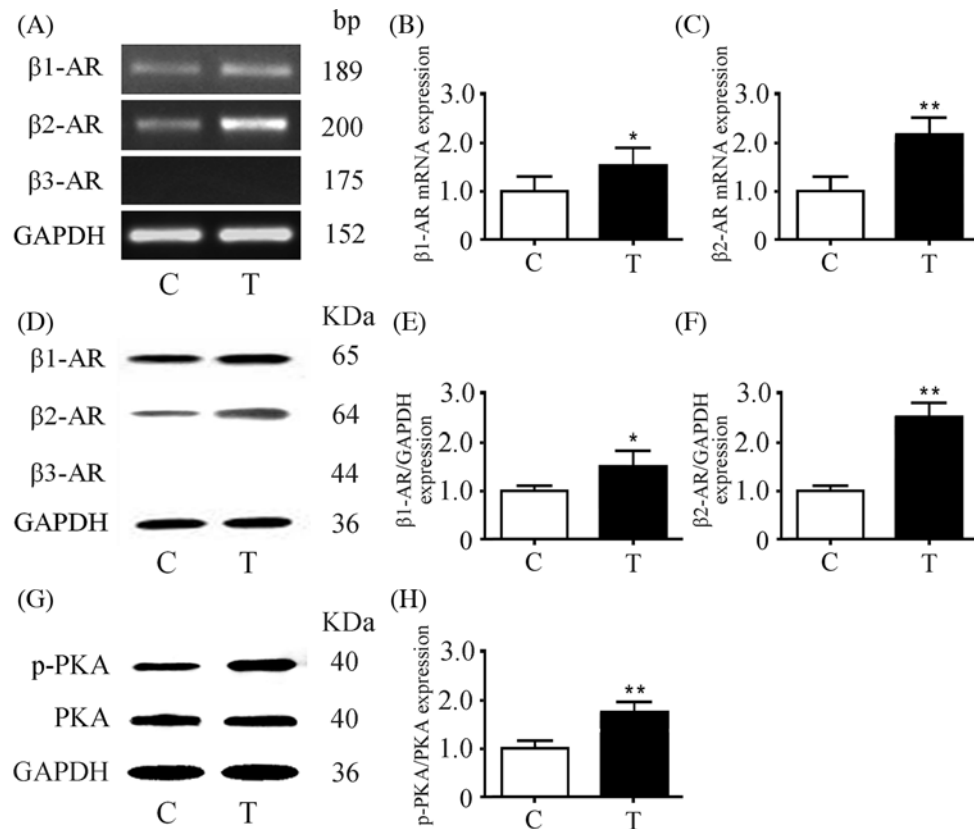 (A)
bp
β1-AR
189
β2-AR
200
β3-AR
175
GAPDH
152
C T
(B)
β1-AR mRNA expression
3.0
2.0
1.0
0
*
C T
(C)
β2-AR mRNA expression
3.0
2.0
1.0
0
**
C T
(D)
KDa
β1-AR
65
β2-AR
64
β3-AR
44
GAPDH
36
C T
(E)
β1-AR/GAPDH
expression
3.0
2.0
1.0
0
*
C T
(F)
β2-AR/GAPDH
expression
3.0
2.0
1.0
0
**
C T
(G)
KDa
p-PKA
40
PKA
40
GAPDH
36
C T
(H)
p-PKA/PKA expression
3.0
2.0
1.0
0
**
C T